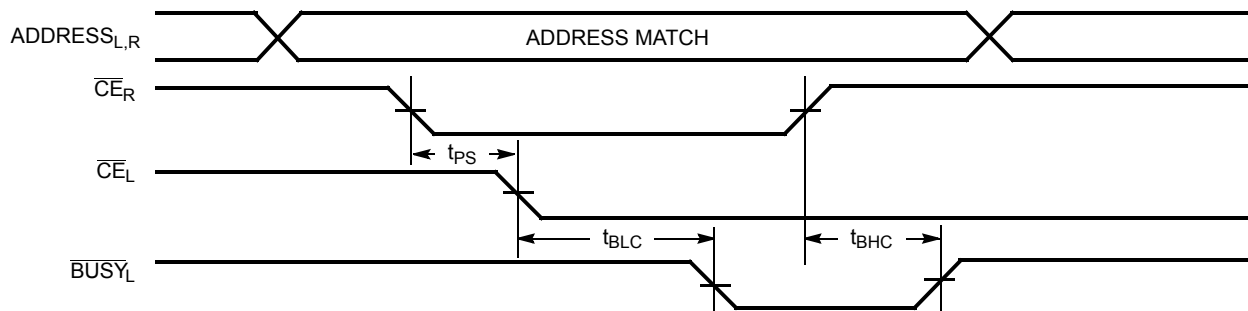 ADDRESSL,R ADDRESS MATCH
CER
tPS
CEL
tBLC tBHC
BUSYL